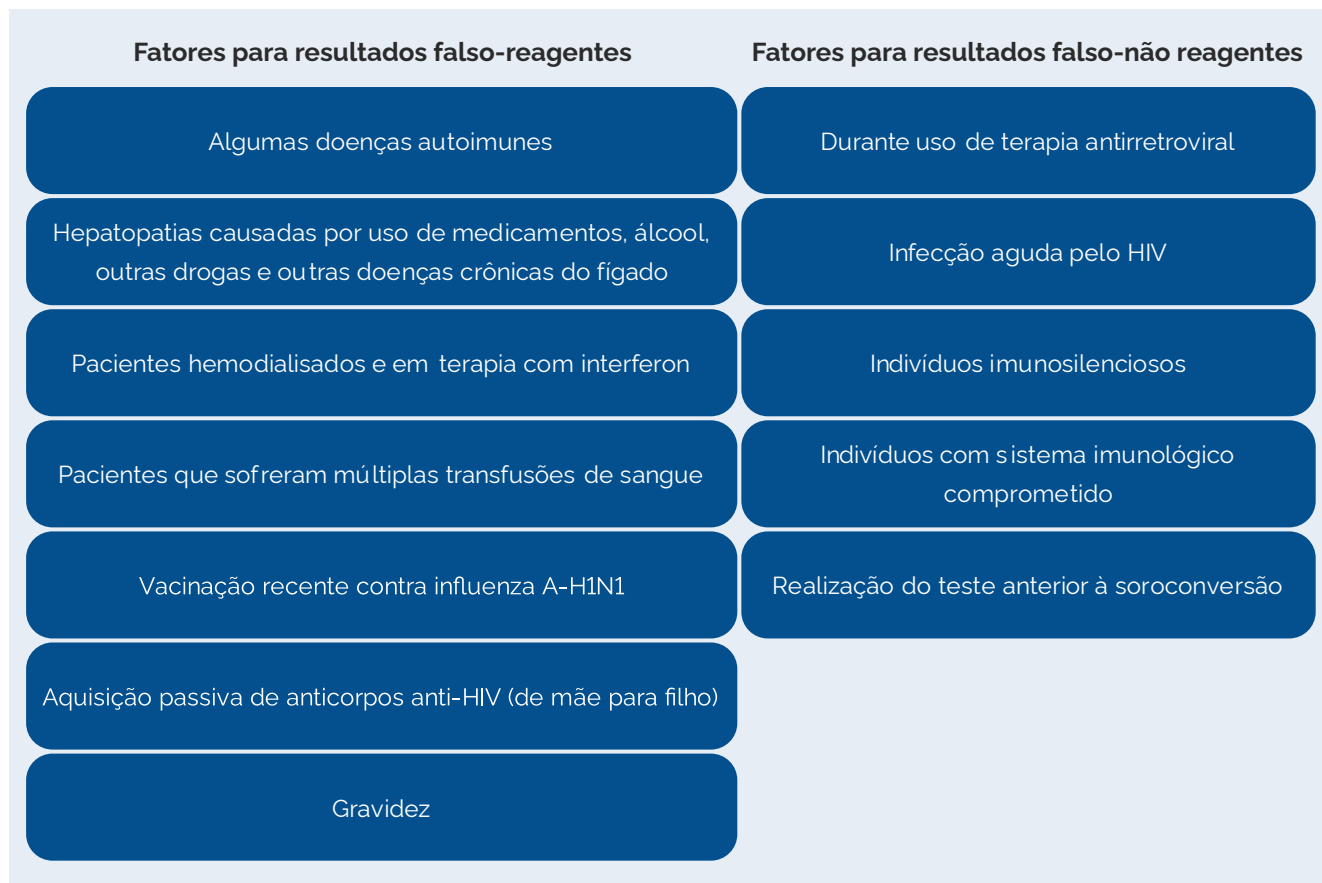 Fatores para resultados falso-reagentes
Algumas doenças autoimunes
Hepatopatias causadas por uso de medicamentos, álcool,
outras drogas e outras doenças crônicas do fígado
Pacientes hemodialisados e em terapia com interferon
Pacientes que sofreram múltiplas transfusões de sangue
Vacinação recente contra influenza A-H1N1
Aquisição passiva de anticorpos anti-HIV (de mãe para filho)
Gravidez
Fatores para resultados falso-não reagentes
Durante uso de terapia antirretroviral
Infecção aguda pelo HIV
Indivíduos imunosilenciosos
Indivíduos com sistema imunológico
comprometido
Realização do teste anterior à soroconversão